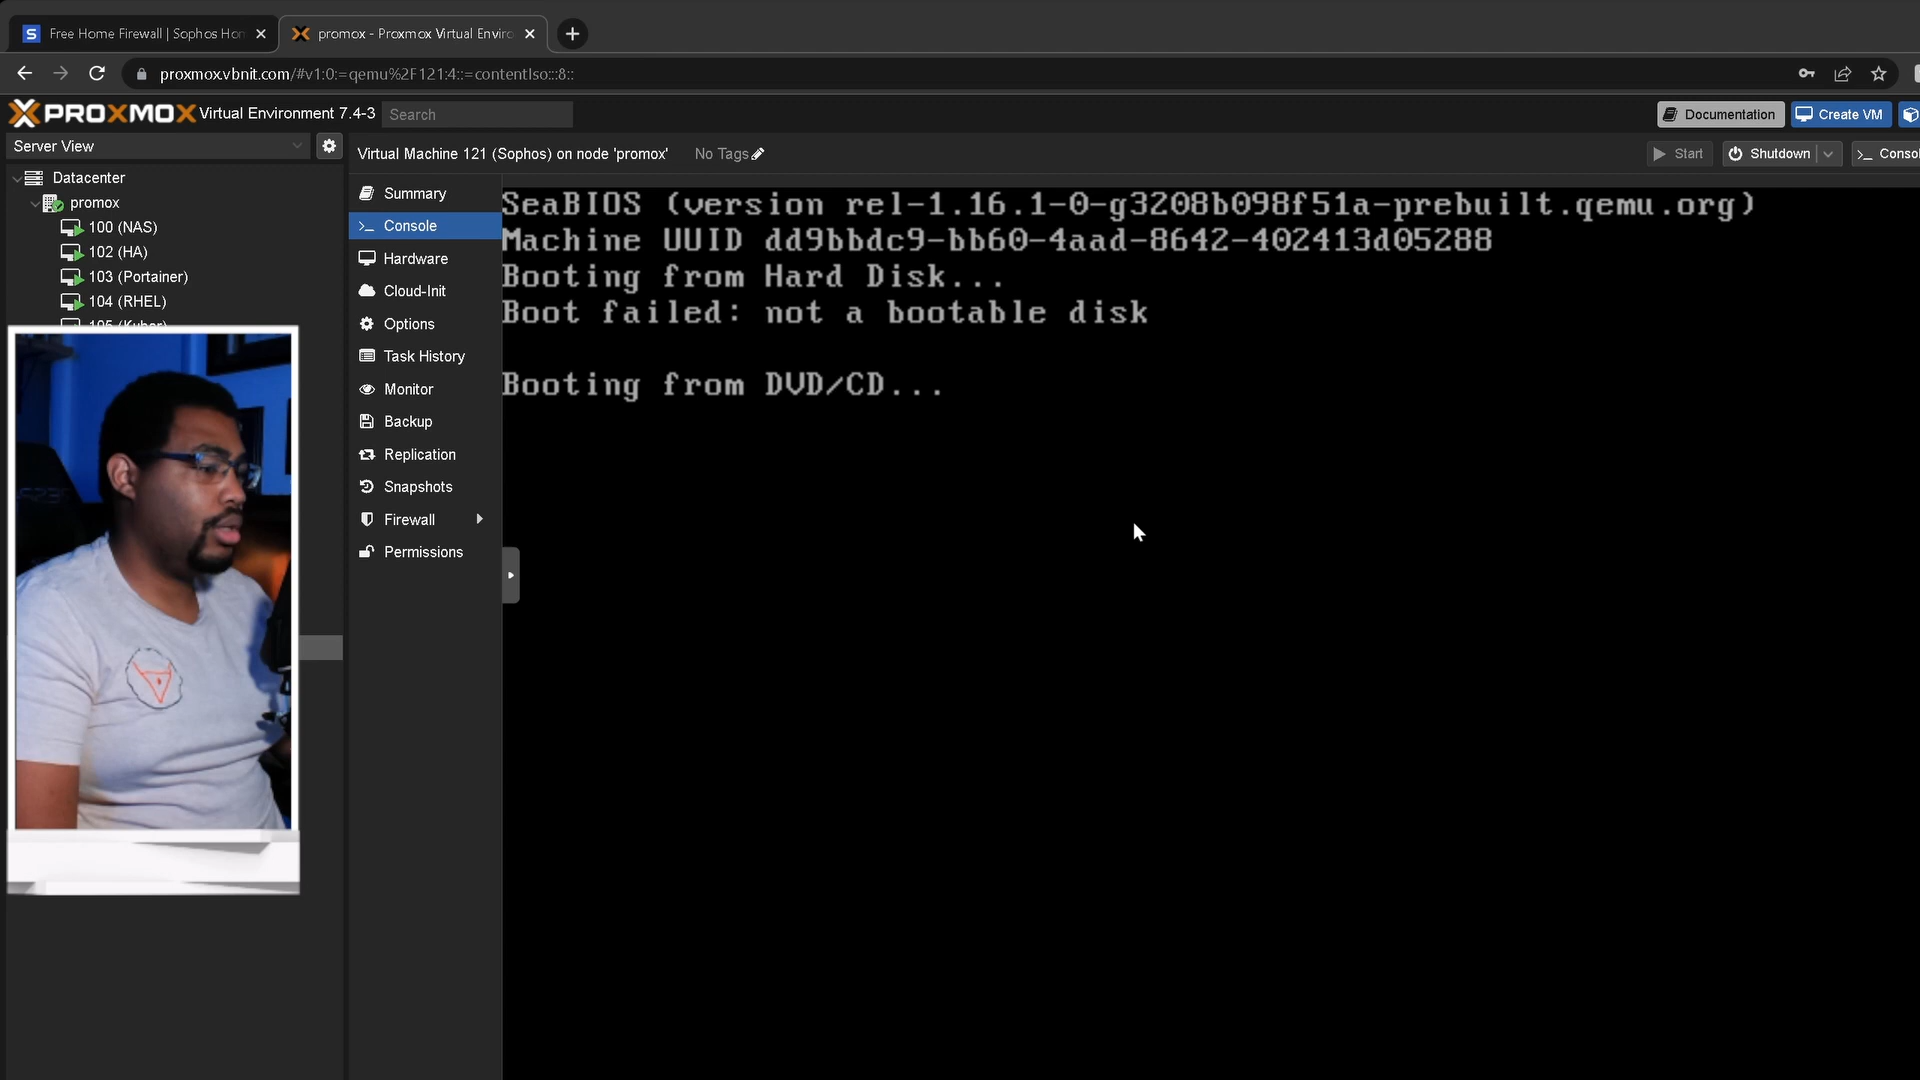 Free Home Firewall | Sophos Hom
promox - Proxmox Virtual Enviro
proxmox.vbnit.com/#v1:0:=qemu%2F121:4::=contentIso:::8::
PROXMOX Virtual Environment 7.4-3
Search
Documentation
Create VM
Server View
Virtual Machine 121 (Sophos) on node 'promox'
No Tags
Start
Shutdown
>_ Consol
Datacenter
promox
100 (NAS)
102 (HA)
103 (Portainer)
104 (RHEL)
Summary
>_ Console
Hardware
Cloud-Init
Options
Task History
Monitor
Backup
Replication
Snapshots
Firewall
Permissions
SeaBIOS (version rel-1.16.1-0-g3208b098f51a-prebuilt.qemu.org)
Machine UUID dd9bbdc9-bb60-4aad-8642-402413d05288
Booting from Hard Disk...
Boot failed: not a bootable disk
Booting from DVD/CD...